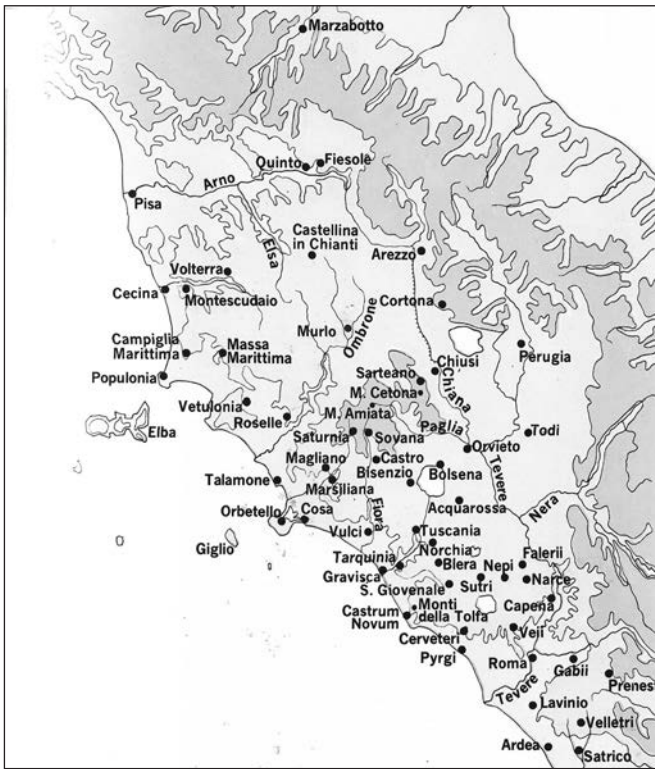 Marzabotto
Quinto
Fiesole
Arno
Pisa
Elsa
Castellina
in Chianti
Arezzo
Volterra
Cecina
Montescudaio
Cortona
Murlo
Ombrone
Campiglia
Marittima
Massa
Marittima
Perugia
Chiusi
Populonia
Sarteano
M. Cetona
Chiana
Vetulonia
Roselle
M. Amiata
Elba
Saturnia
Sovana
Paglia
Orvieto
Todi
Magliano
Castro
Bisenzio
Bolsena
Tevere
Talamone
Marsiliana
Acquarossa
Nera
Orbetello
Cosa
Fiora
Vulci
Tuscania
Giglio
Norchia
Tarquinia
Gravisca
Blera
Nepi
Falerii
S. Giovenale
Sutri
Narce
Castrum
Novum
Monti
della Tolfa
Capena
Cerveteri
Veii
Pyrgi
Roma
Gabii
Tevere
Prenest
Lavinio
Velletri
Ardea
Satrico